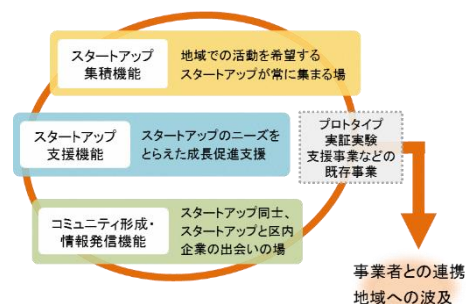 スタートアップ
集積機能
地域での活動を希望する
スタートアップが常に集まる場
スタートアップ
支援機能
スタートアップのニーズを
とらえた成長促進支援
プロトタイプ
実証実験
支援事業などの
既存事業
コミュニティ形成・
情報発信機能
スタートアップ同士、
スタートアップと区内
企業の出会いの場
事業者との連携
地域への波及